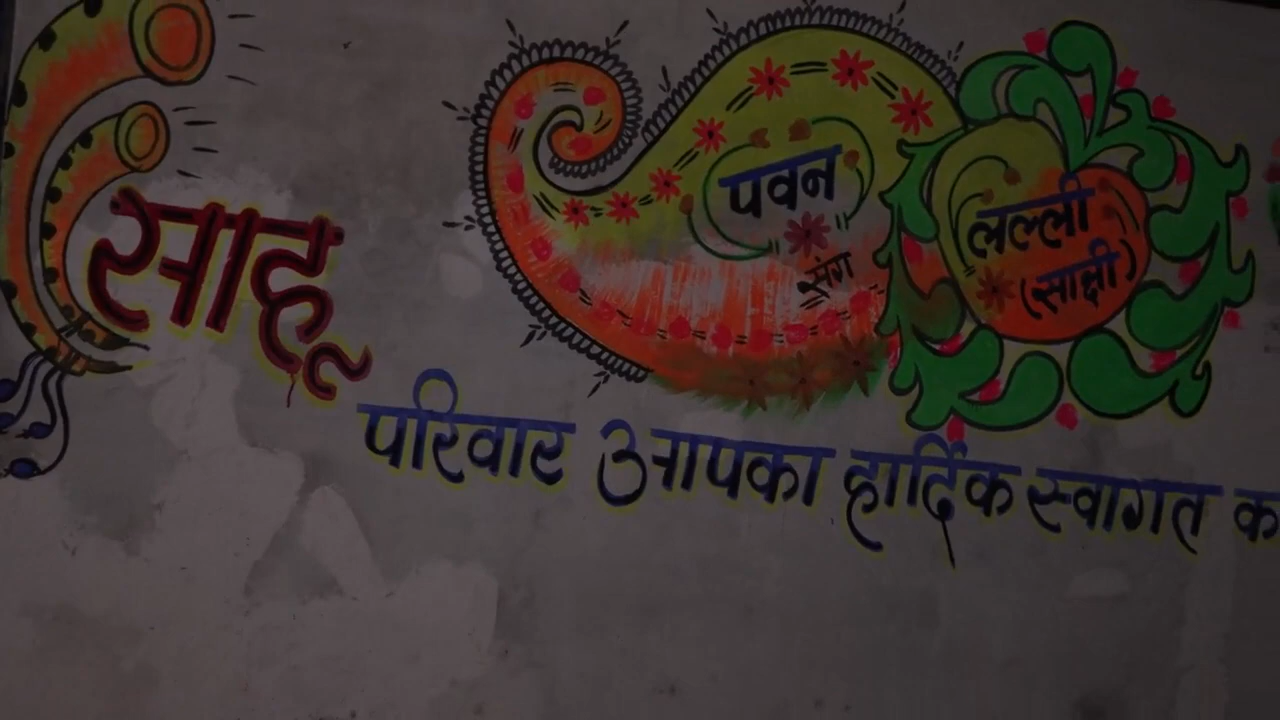 पवन
संग
लल्ली
(साक्षी)
साहू
परिवार आपका हार्दिक स्वागत